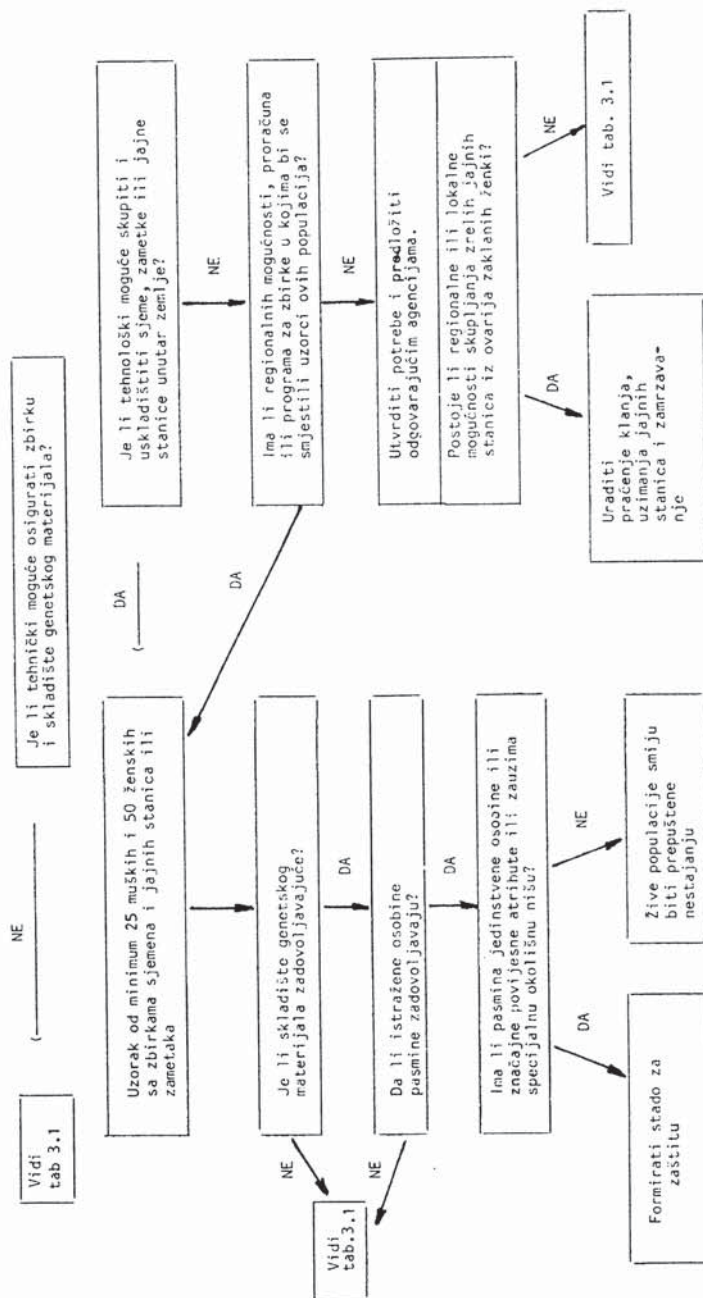 Je li tehnički moguće osigurati zbirku
i skladište genetskog materijala?
NE
Vidi
tab 3.1
Je li tehnološki moguće skupiti i
uskladištiti sjeme, zametke ili jajne
stanice unutar zemlje?
DA
NE
Uzorak od minimum 25 muških i 50 ženskih
sa zbirkama sjemena i jajnih stanica ili
zametaka
Ima li regionalnih mogućnosti, proračuna
ili programa za zbirke u kojima bi se
smjestili uzorci ovih populacija?
DA
NE
Je li skladište genetskog
materijala zadovoljavajuće?
NE
DA
Utvrditi potrebe i predložiti
odgovarajućim agencijama.
Postoje li regionalne ili lokalne
mogućnosti skupljanja zrelih jajnih
stanica iz ovarija zaklanih ženki?
Vidi
tab.3.1
Da li istražene osobine
pasmine zadovoljavaju?
NE
DA
DA
NE
Ima li pasmina jedinstvene osobine ili
značajne povijesne atribute ili zauzima
specijalnu okolišnu nišu?
DA
NE
Uraditi
praćenje klanja,
uzimanja jajnih
stanica i zamrzava-
nje
Vidi tab. 3.1
Formirati stado za
zaštitu
Žive populacije smiju
biti prepuštene
nestajanju